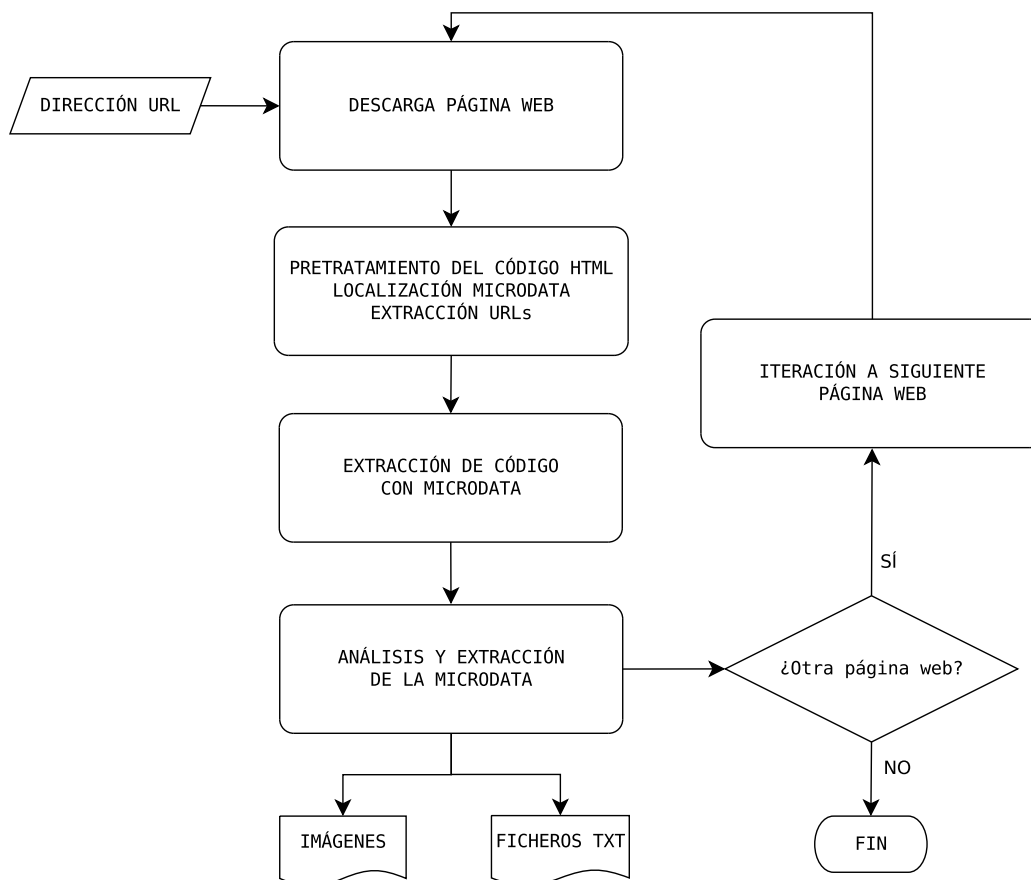 DIRECCIÓN URL
DESCARGA PÁGINA WEB
PRETRATAMIENTO DEL CÓDIGO HTML
LOCALIZACIÓN MICRODATA
EXTRACCIÓN URLs
ITERACIÓN A SIGUIENTE
PÁGINA WEB
EXTRACCIÓN DE CÓDIGO
CON MICRODATA
SÍ
ANÁLISIS Y EXTRACCIÓN
DE LA MICRODATA
¿Otra página web?
NO
IMÁGENES
FICHEROS TXT
FIN